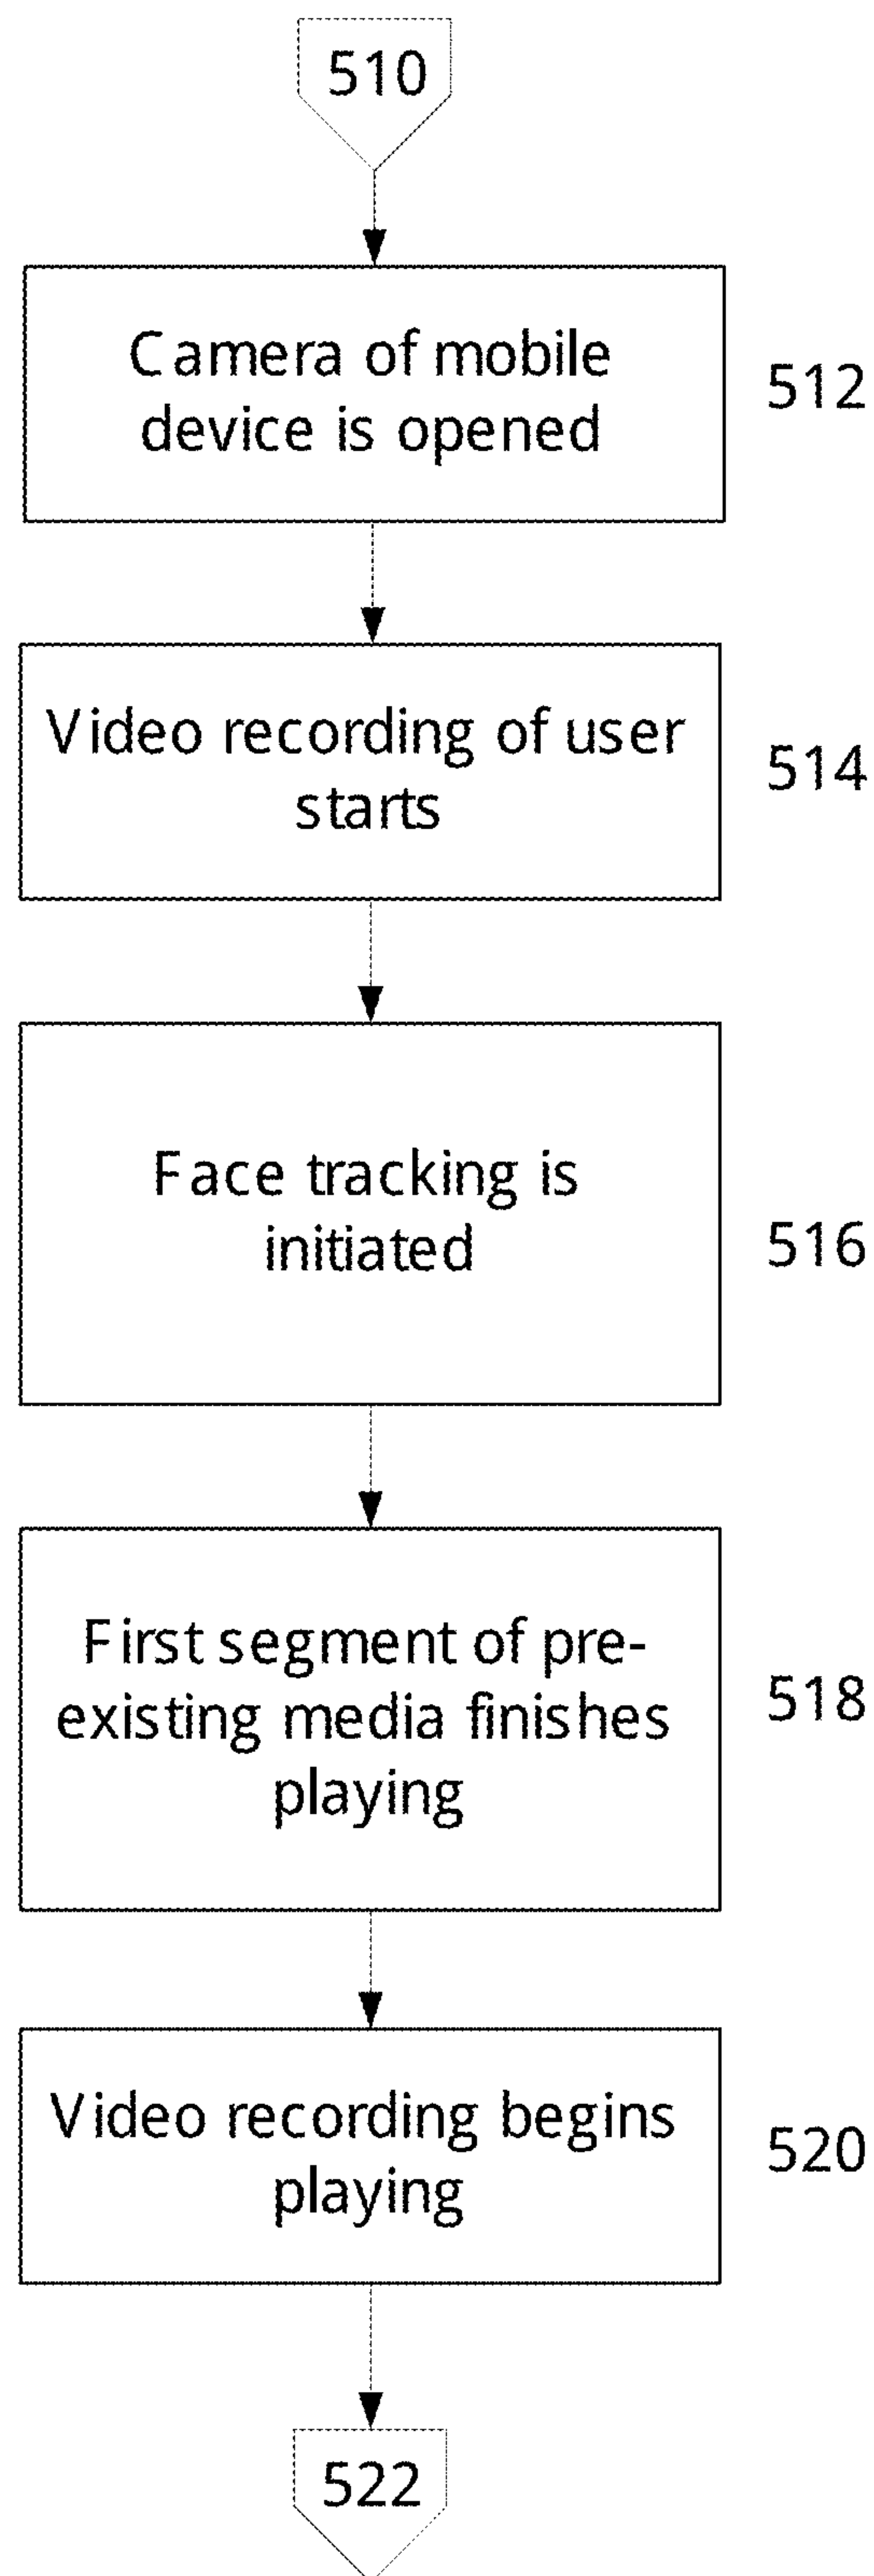 510
Camera of mobile
device is opened
512
Video recording of user
starts
514
Face tracking is
initiated
516
First segment of pre-
existing media finishes
playing
518
Video recording begins
playing
520
522